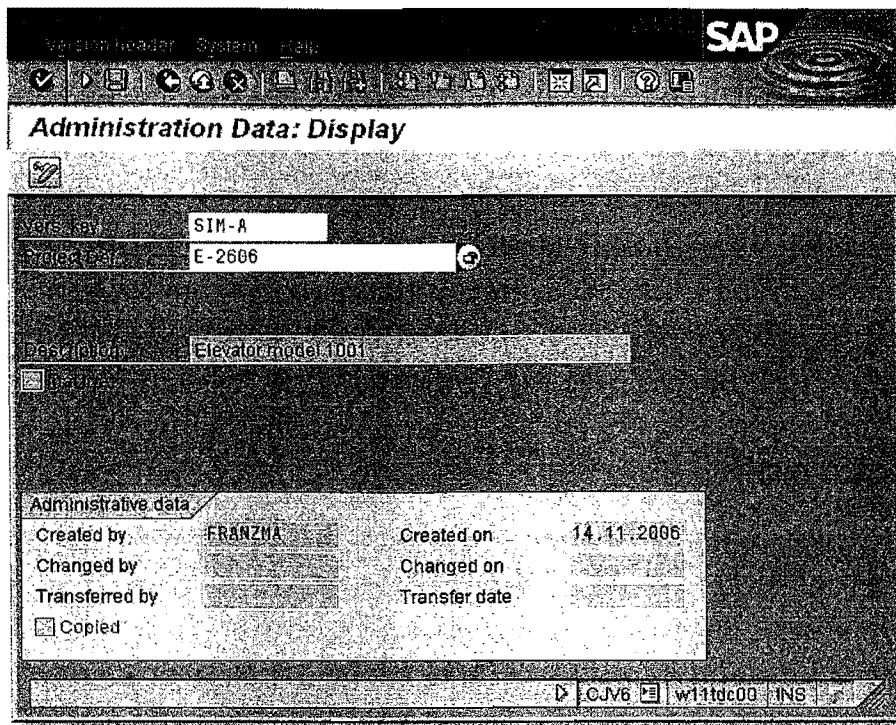 SAP
Version header System Help
Administration Data: Display
Vers. key SIM-A
Project Def. E-2606
Description Elevator model 1001
Administrative data
Created by FRANZMA Created on 14.11.2006
Changed by Changed on
Transferred by Transfer date
Copied
CJV6 w11tdc00 INS